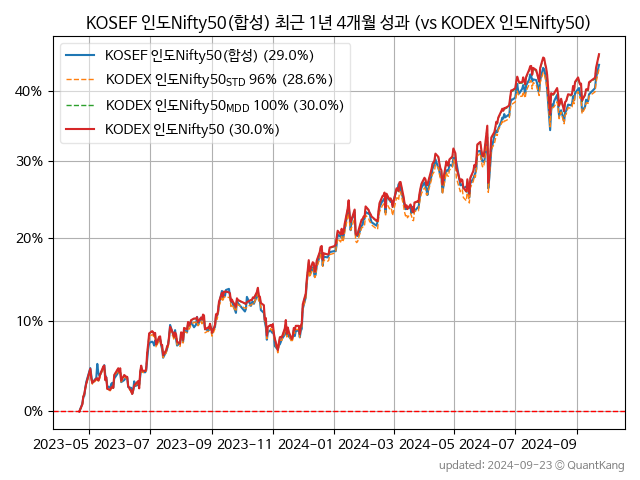 KOSEF 인도Nifty50(합성) 최근 1년 4개월 성과 (vs KODEX 인도Nifty50)
KOSEF 인도Nifty50(합성) (29.0%)
KODEX 인도Nifty50STD 96% (28.6%)
KODEX 인도Nifty50MDD 100% (30.0%)
KODEX 인도Nifty50 (30.0%)
40%
30%
20%
10%
0%
2023-05 2023-07 2023-09 2023-11 2024-01 2024-03 2024-05 2024-07 2024-09
updated: 2024-09-23 © QuantKang